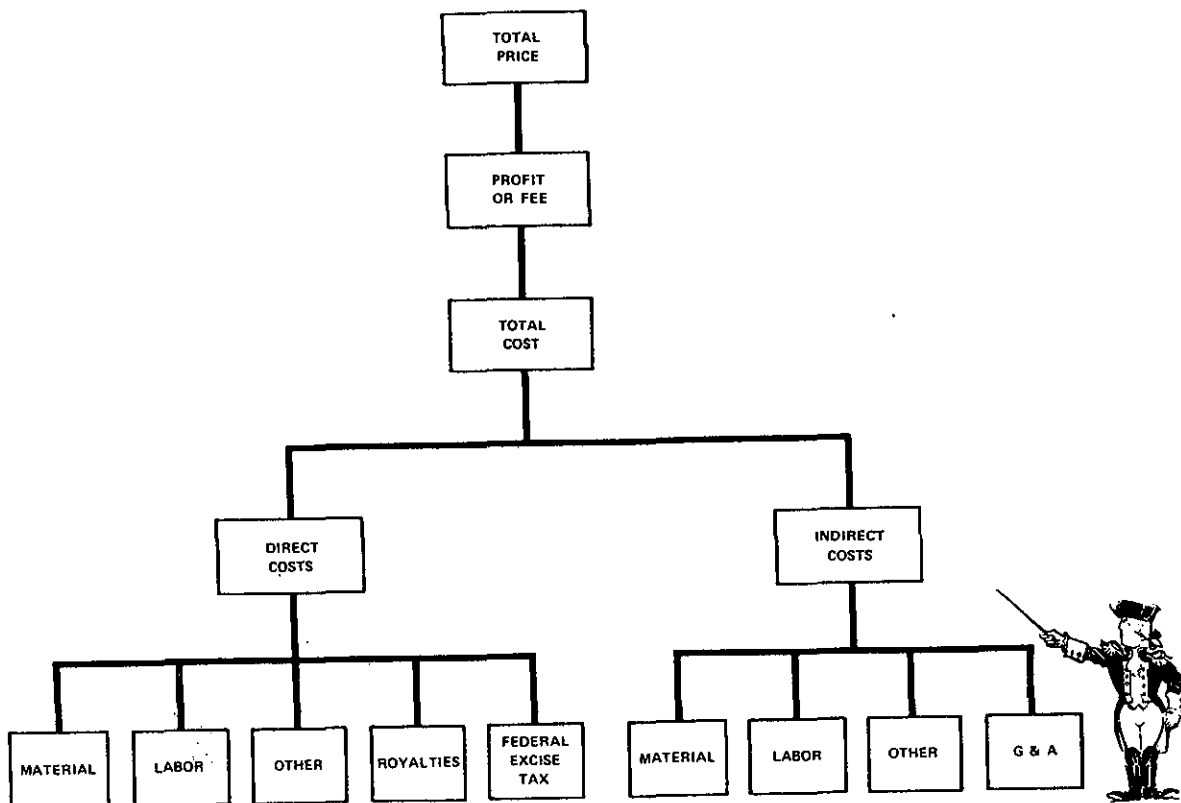 TOTAL
PRICE
PROFIT
OR FEE
TOTAL
COST
DIRECT
COSTS
INDIRECT
COSTS
MATERIAL
LABOR
OTHER
ROYALTIES
FEDERAL
EXCISE
TAX
MATERIAL
LABOR
OTHER
G & A